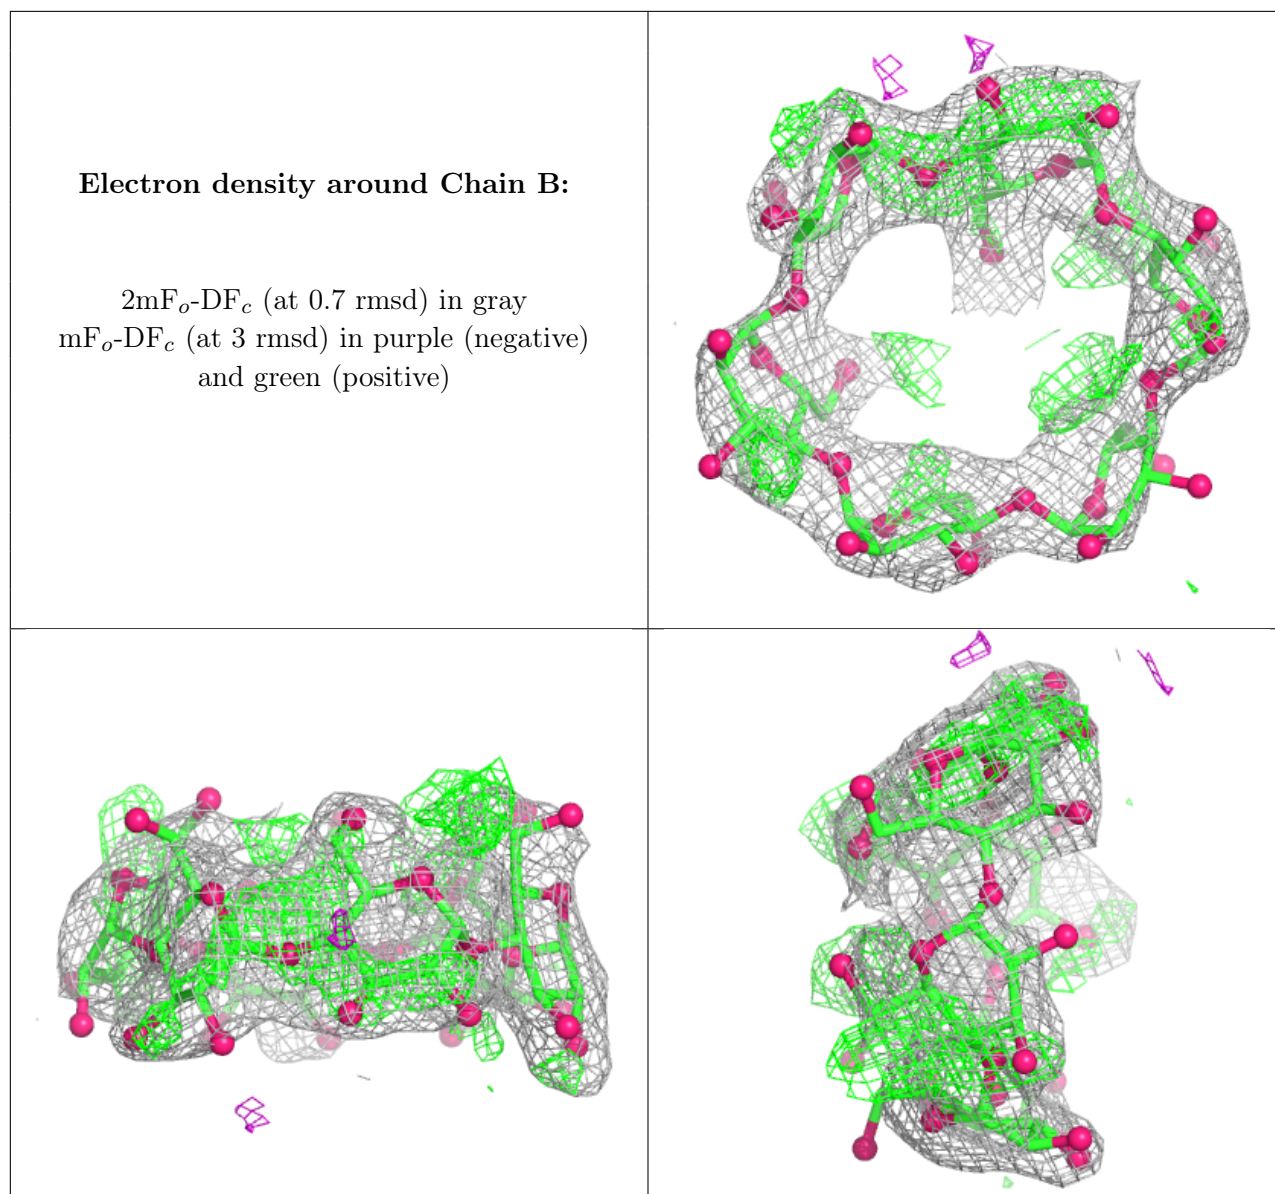 Electron density around Chain B:
2mFo-DFc (at 0.7 rmsd) in gray
mFo-DFc (at 3 rmsd) in purple (negative)
and green (positive)